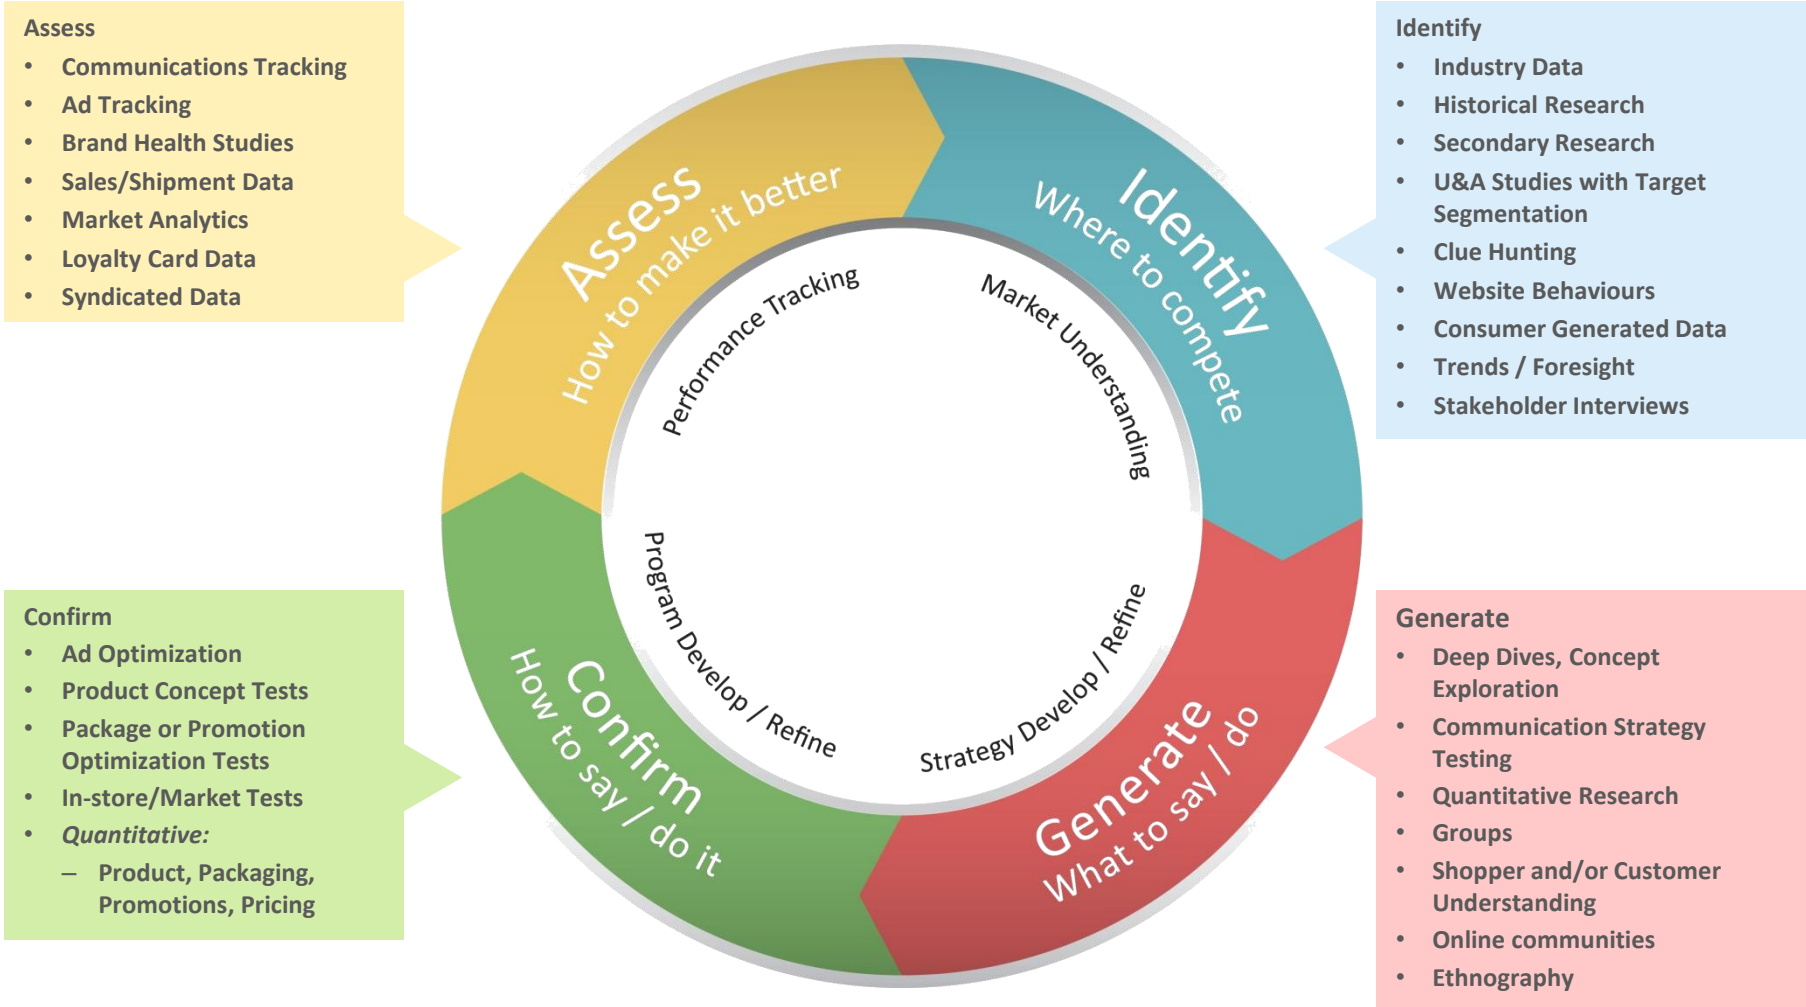 Assess
• Communications Tracking
• Ad Tracking
• Brand Health Studies
• Sales/Shipment Data
• Market Analytics
• Loyalty Card Data
• Syndicated Data
Identify
• Industry Data
• Historical Research
• Secondary Research
• U&A Studies with Target
Segmentation
• Clue Hunting
• Website Behaviours
• Consumer Generated Data
• Trends / Foresight
• Stakeholder Interviews
Assess
How to make it better
Performance Tracking
Identify
Where to compete
Market Understanding
Confirm
How to say / do it
Program Develop / Refine
Generate
What to say / do
Strategy Develop / Refine
Confirm
• Ad Optimization
• Product Concept Tests
• Package or Promotion
Optimization Tests
• In-store/Market Tests
• Quantitative:
– Product, Packaging,
Promotions, Pricing
Generate
• Deep Dives, Concept
Exploration
• Communication Strategy
Testing
• Quantitative Research
• Groups
• Shopper and/or Customer
Understanding
• Online communities
• Ethnography